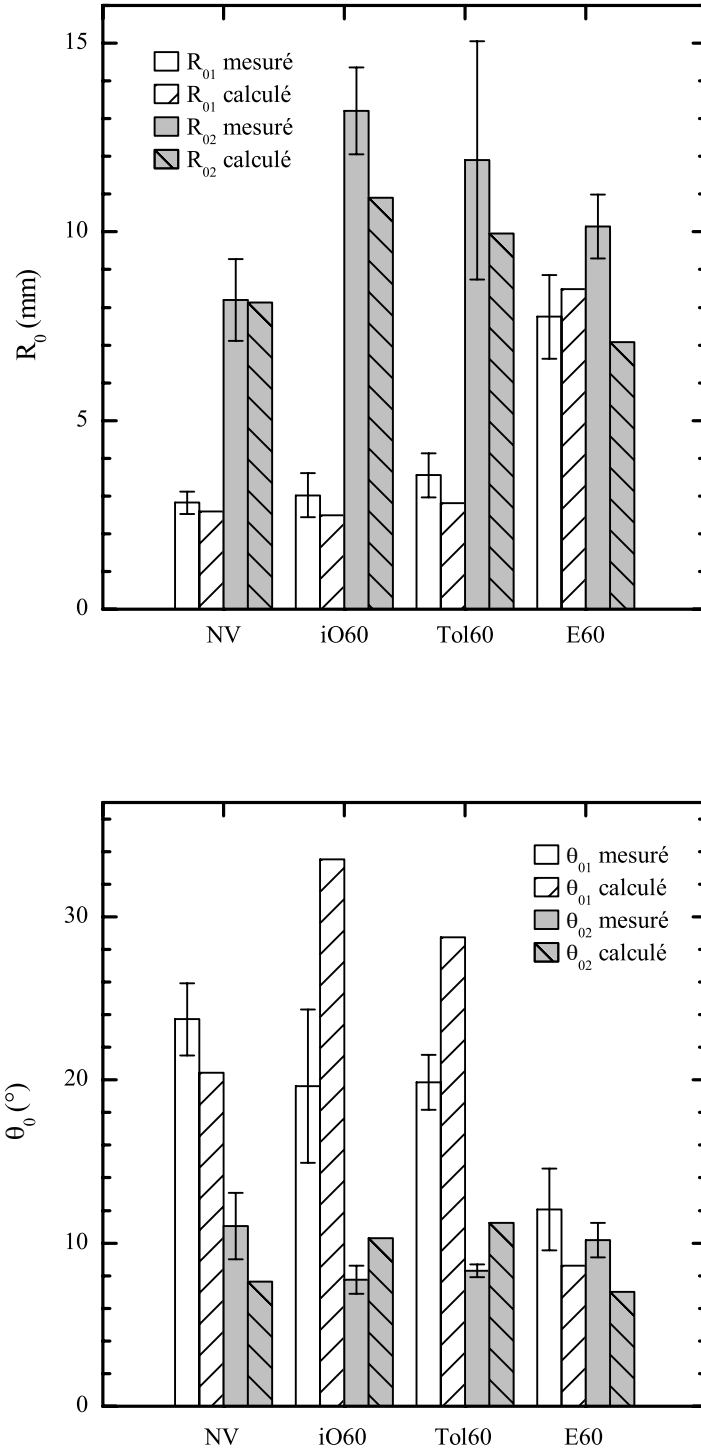 15
R₀₁ mesuré
R₀₁ calculé
R₀₂ mesuré
R₀₂ calculé
10
R₀ (mm)
5
0
NV iO60 Tol60 E60
θ₀₁ mesuré
θ₀₁ calculé
θ₀₂ mesuré
θ₀₂ calculé
30
20
θ₀ (°)
10
0
NV iO60 Tol60 E60